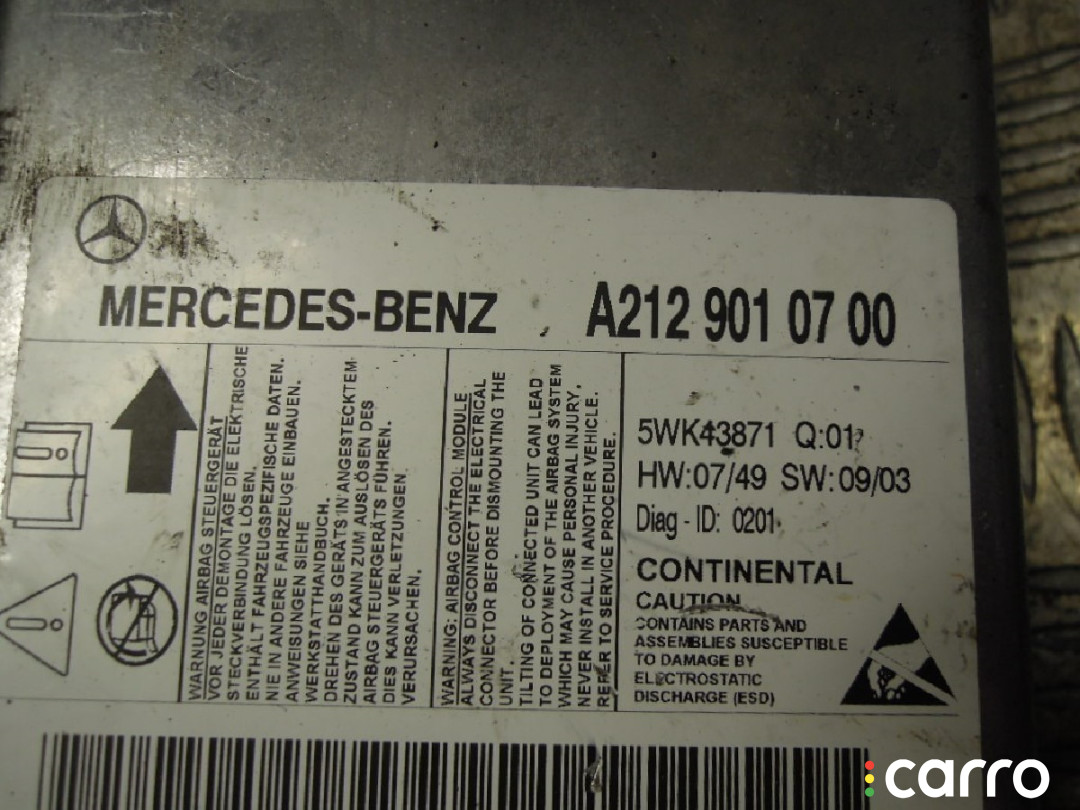 MERCEDES-BENZ
A212 901 07 00
WARNUNG AIRBAG STEUERGERÄT
VOR JEDER DEMONTAGE DIE ELEKTRISCHE
STECKVERBINDUNG LÖSEN.
ENTHÄLT FAHRZEUGSPEZIFISCHE DATEN.
NIE IN ANDERE FAHRZEUGE EINBAUEN.
ANWEISUNGEN SIEHE
WERKSTATTHANDBUCH.
DREHEN DES GERÄTS IN ANGESTECKTEM
ZUSTAND KANN ZUM AUSLÖSEN DES
AIRBAG STEUERGERÄTS FÜHREN.
DIES KANN VERLETZUNGEN
VERURSACHEN.
WARNING: AIRBAG CONTROL MODULE
ALWAYS DISCONNECT THE ELECTRICAL
CONNECTOR BEFORE DISMOUNTING THE
UNIT.
TILTING OF CONNECTED UNIT CAN LEAD
TO DEPLOYMENT OF THE AIRBAG SYSTEM
WHICH MAY CAUSE PERSONAL INJURY.
NEVER INSTALL IN ANOTHER VEHICLE.
REFER TO SERVICE PROCEDURE.
5WK43871 Q:01
HW:07/49 SW:09/03
Diag - ID: 0201
CONTINENTAL
CAUTION
CONTAINS PARTS AND
ASSEMBLIES SUSCEPTIBLE
TO DAMAGE BY
ELECTROSTATIC
DISCHARGE (ESD)
carro